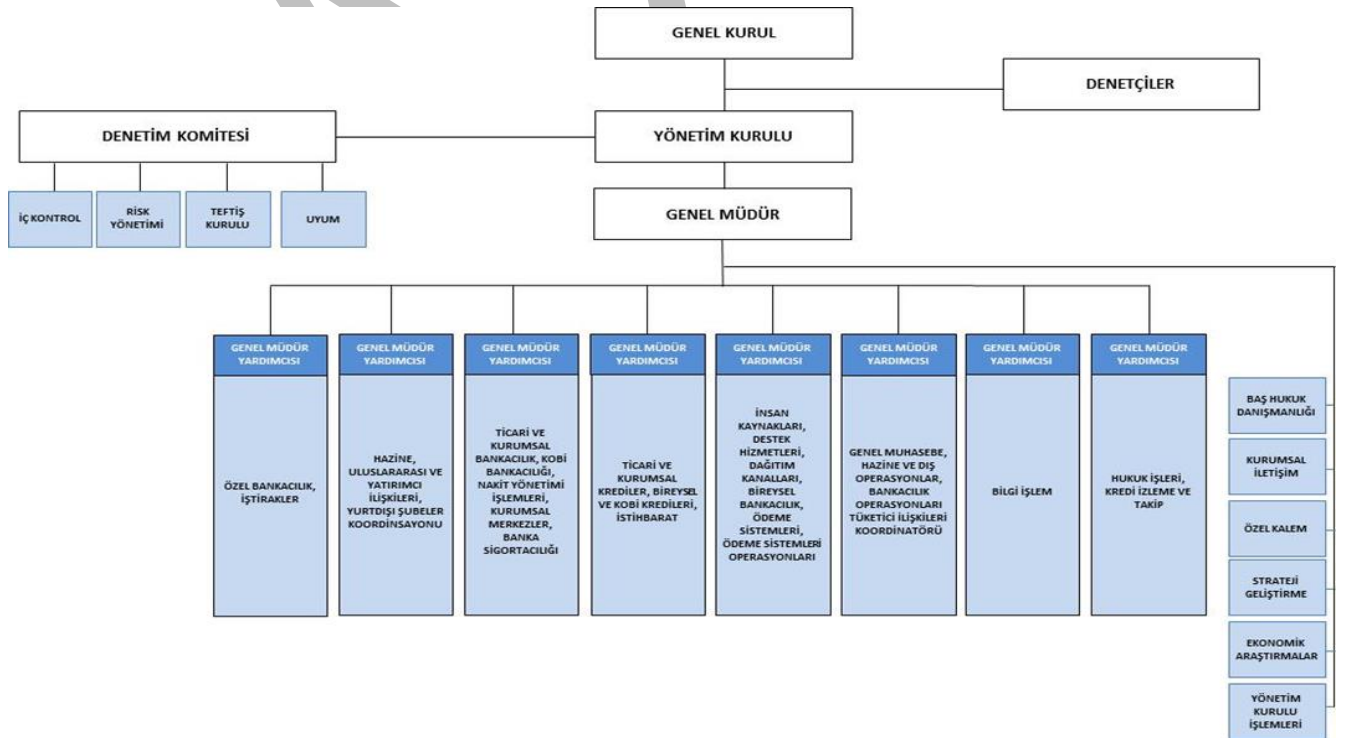 GENEL KURUL
DENETÇİLER
DENETİM KOMİTESİ
YÖNETİM KURULU
İÇ KONTROL
RİSK
YÖNETİMİ
TEFTİŞ
KURULU
UYUM
GENEL MÜDÜR
GENEL MÜDÜR
YARDIMCISI
ÖZEL BANKACILIK,
İŞTİRAKLER
GENEL MÜDÜR
YARDIMCISI
HAZİNE,
ULUSLARARASI VE
YATIRIMCI
İLİŞKİLERİ,
YURTDIŞI ŞUBELER
KOORDİNSAYONU
GENEL MÜDÜR
YARDIMCISI
TİCARİ VE
KURUMSAL
BANKACILIK, KOBİ
BANKACILIĞI,
NAKİT YÖNETİMİ
İŞLEMLERİ,
KURUMSAL
MERKEZLER,
BANKA
SİGORTACILIĞI
GENEL MÜDÜR
YARDIMCISI
TİCARİ VE
KURUMSAL
KREDİLER, BİREYSEL
VE KOBİ KREDİLERİ,
İSTİHBARAT
GENEL MÜDÜR
YARDIMCISI
İNSAN
KAYNAKLARI,
DESTEK
HİZMETLERİ,
DAĞITIM
KANALLARI,
BİREYSEL
BANKACILIK,
ÖDEME
SİSTEMLERİ,
ÖDEME SİSTEMLERİ
OPERASYONLARI
GENEL MÜDÜR
YARDIMCISI
GENEL MUHASEBE,
HAZİNE VE DIŞ
OPERASYONLAR,
BANKACILIK
OPERASYONLARI
TÜKETİCİ İLİŞKİLERİ
KOORDİNATÖRÜ
GENEL MÜDÜR
YARDIMCISI
BİLGİ İŞLEM
GENEL MÜDÜR
YARDIMCISI
HUKUK İŞLERİ,
KREDİ İZLEME VE
TAKİP
BAŞ HUKUK
DANIŞMANLIĞI
KURUMSAL
İLETİŞİM
ÖZEL KALEM
STRATEJİ
GELİŞTİRME
EKONOMİK
ARAŞTIRMALAR
YÖNETİM
KURULU
İŞLEMLERİ